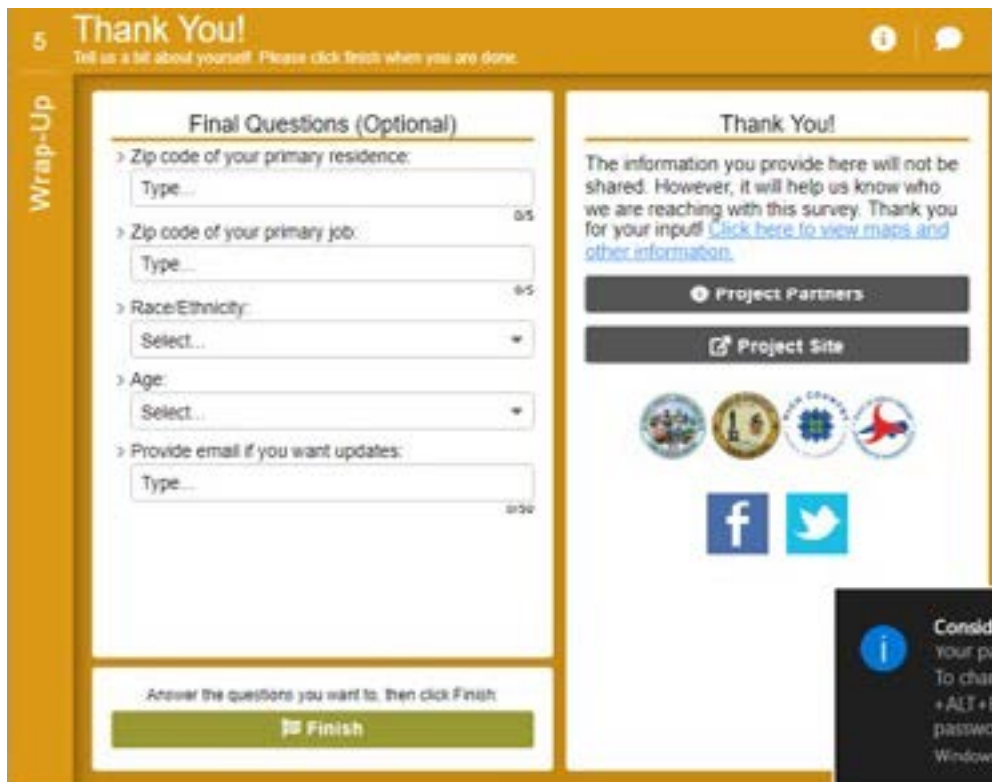 5
Thank You!
Tell us a bit about yourself. Please click finish when you are done.
Wrap-Up
Final Questions (Optional)
> Zip code of your primary residence:
Type...
0/5
> Zip code of your primary job:
Type...
0/5
> Race/Ethnicity:
Select...
> Age:
Select...
> Provide email if you want updates:
Type...
0/50
Answer the questions you want to, then click Finish
Finish
Thank You!
The information you provide here will not be
shared. However, it will help us know who
we are reaching with this survey. Thank you
for your input! Click here to view maps and
other information.
Project Partners
Project Site
HIGH COUNTRY
Consid
Your pa
To chan
+ALT+
passwo
Windows